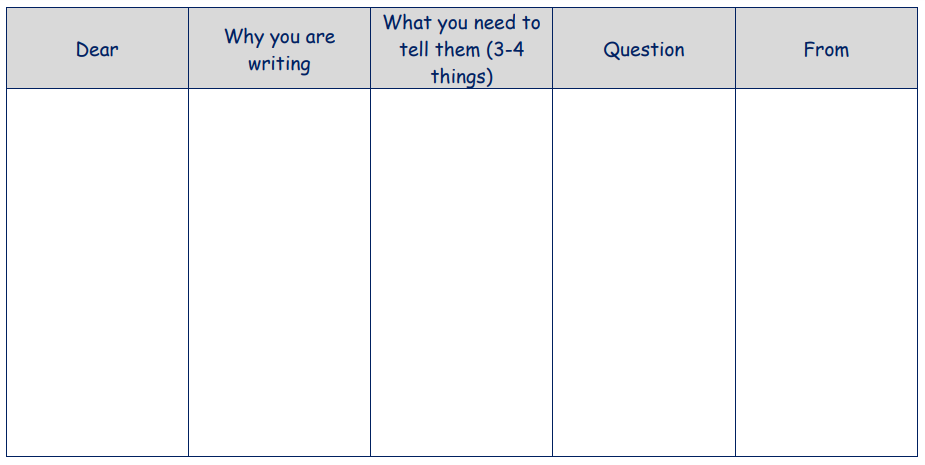 Dear
Why you are
writing
What you need to
tell them (3-4
things)
Question
From